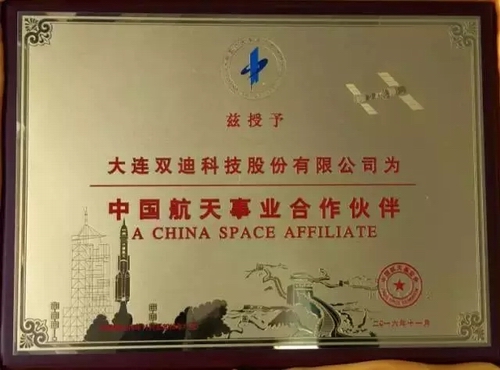 兹授予
大连双迪科技股份有限公司为
中国航天事业合作伙伴
A CHINA SPACE AFFILIATE
二〇一六年十一月